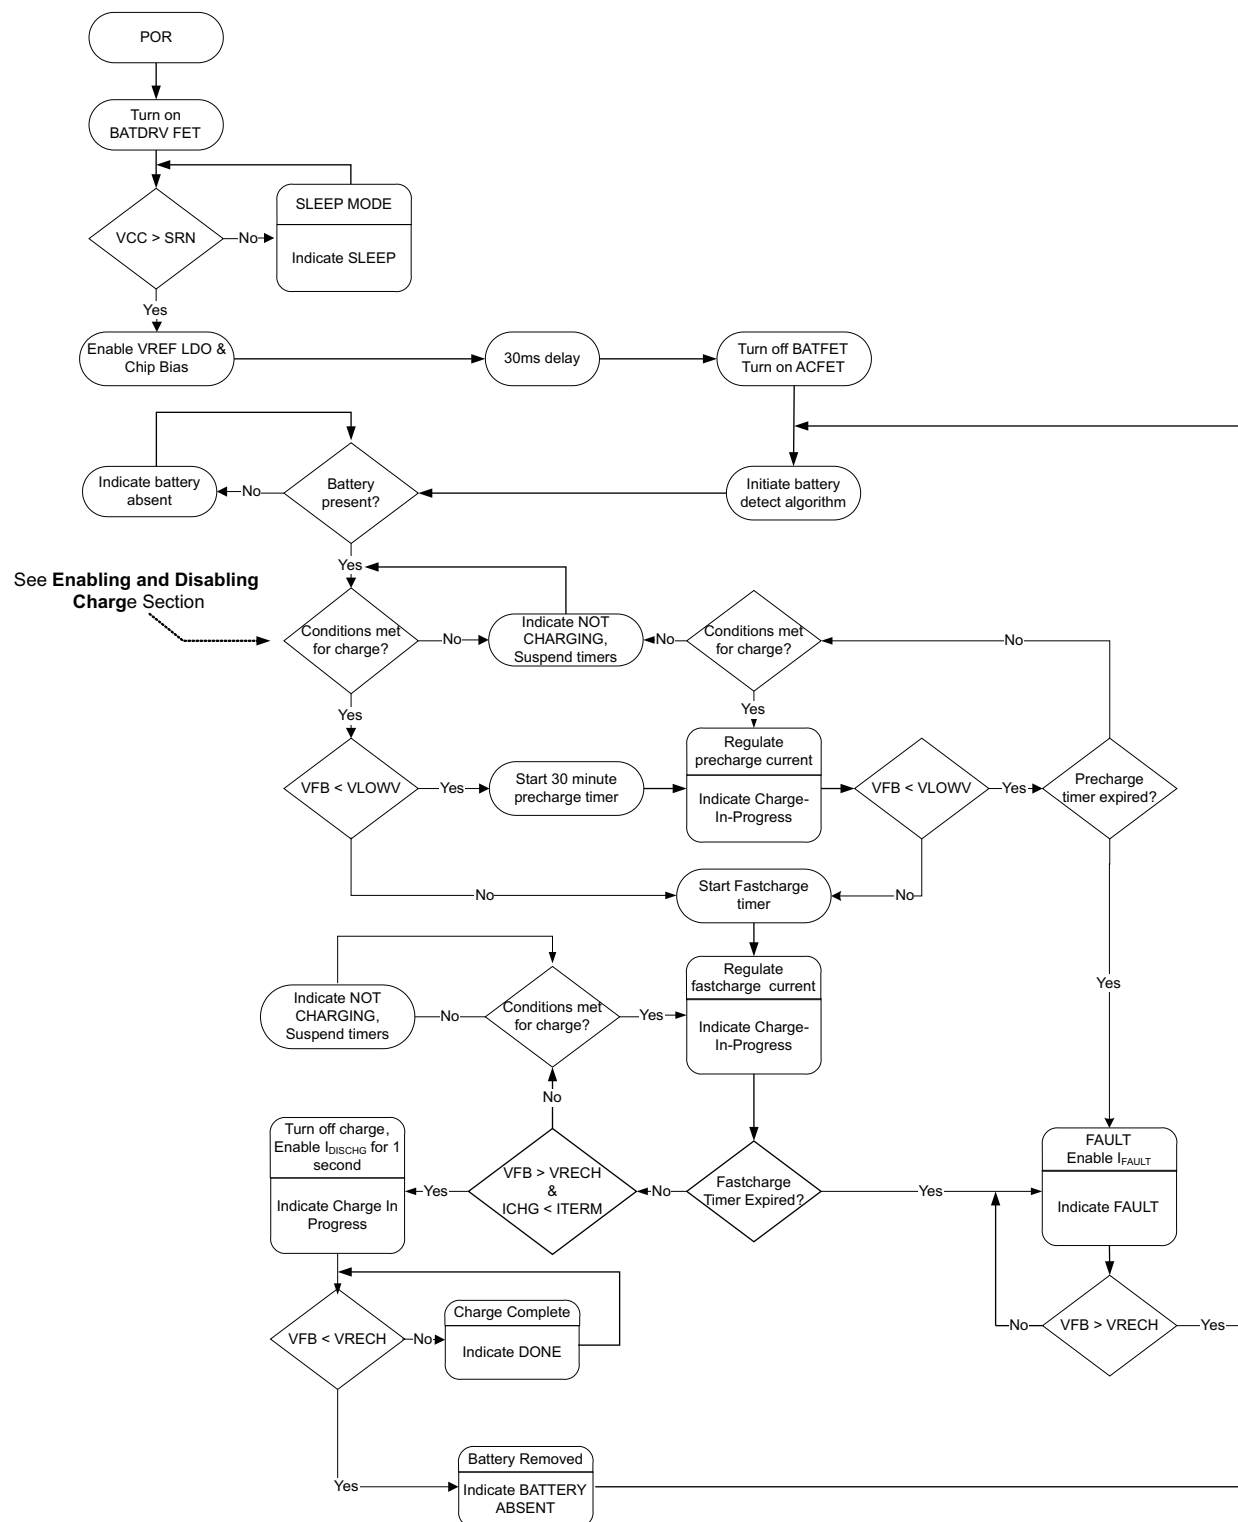 POR
Turn on
BATDRV FET
VCC > SRN
No
SLEEP MODE
Indicate SLEEP
Yes
Enable VREF LDO &
Chip Bias
30ms delay
Turn off BATFET
Turn on ACFET
Indicate battery
absent
No
Battery
present?
Initiate battery
detect algorithm
Yes
See Enabling and Disabling
Charge Section
Conditions met
for charge?
No
Indicate NOT
CHARGING,
Suspend timers
No
Conditions met
for charge?
No
Yes
Yes
VFB < VLOWV
Yes
Start 30 minute
precharge timer
Regulate
precharge current
Indicate Charge-
In-Progress
VFB < VLOWV
Yes
Precharge
timer expired?
No
Start Fastcharge
timer
No
Indicate NOT
CHARGING,
Suspend timers
No
Conditions met
for charge?
Yes
Regulate
fastcharge current
Indicate Charge-
In-Progress
Yes
No
Turn off charge,
Enable IDISCHG for 1
second
Indicate Charge In
Progress
Yes
VFB > VRECH
&
ICHG < ITERM
No
Fastcharge
Timer Expired?
Yes
FAULT
Enable IFAULT
Indicate FAULT
VFB < VRECH
No
Charge Complete
Indicate DONE
No
VFB > VRECH
Yes
Yes
Battery Removed
Indicate BATTERY
ABSENT